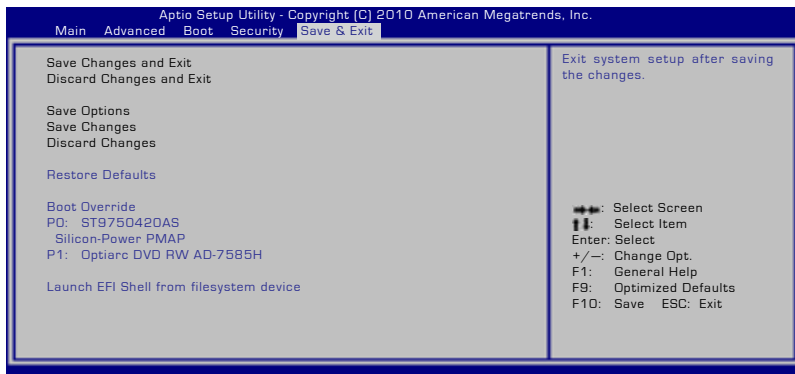 Aptio Setup Utility - Copyright (C) 2010 American Megatrends, Inc.
Main Advanced Boot Security Save & Exit
Save Changes and Exit
Discard Changes and Exit
Save Options
Save Changes
Discard Changes
Restore Defaults
Boot Override
P0: ST9750420AS
Silicon-Power PMAP
P1: Optiarc DVD RW AD-7585H
Launch EFI Shell from filesystem device
Exit system setup after saving
the changes.
→←: Select Screen
↑↓: Select Item
Enter: Select
+/—: Change Opt.
F1: General Help
F9: Optimized Defaults
F10: Save ESC: Exit